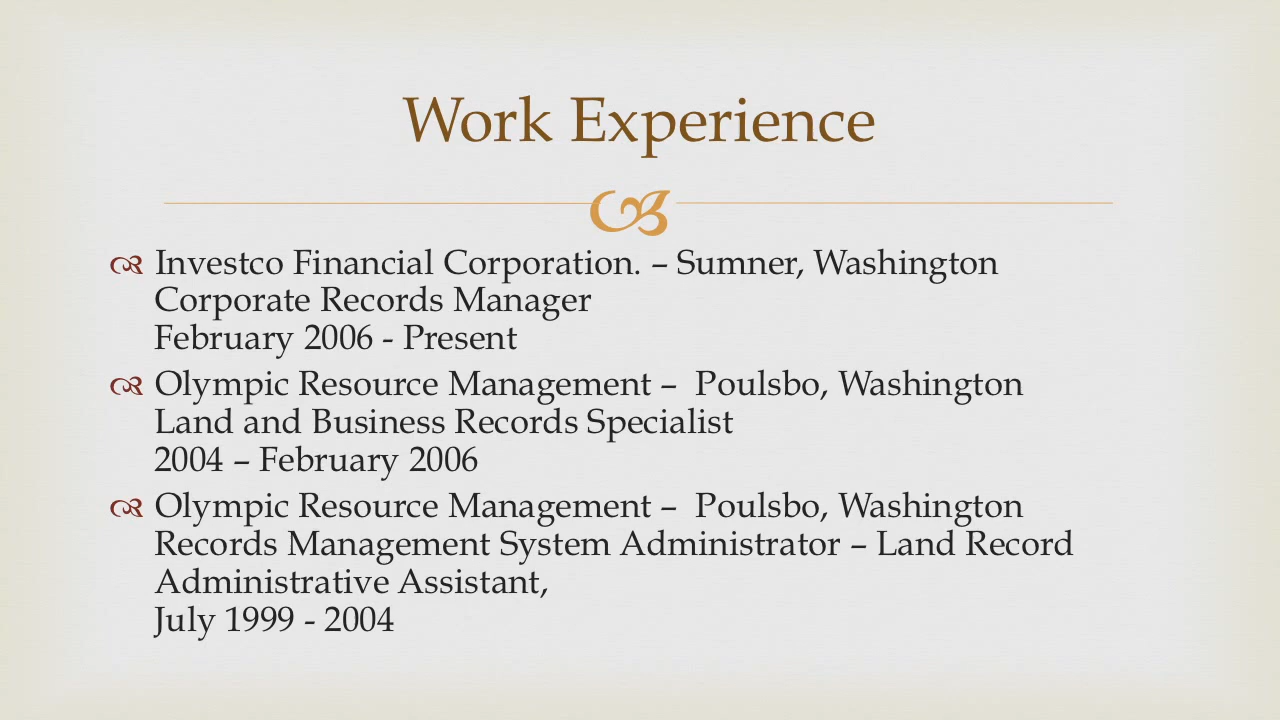 Work Experience
Investco Financial Corporation. – Sumner, Washington
Corporate Records Manager
February 2006 - Present
Olympic Resource Management –  Poulsbo, Washington
Land and Business Records Specialist
2004 – February 2006
Olympic Resource Management –  Poulsbo, Washington
Records Management System Administrator – Land Record
Administrative Assistant,
July 1999 - 2004